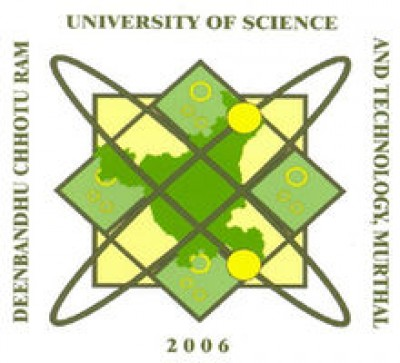 DEENBANDHU CHHOTU RAM
UNIVERSITY OF SCIENCE
AND TECHNOLOGY, MURTHAL
2006